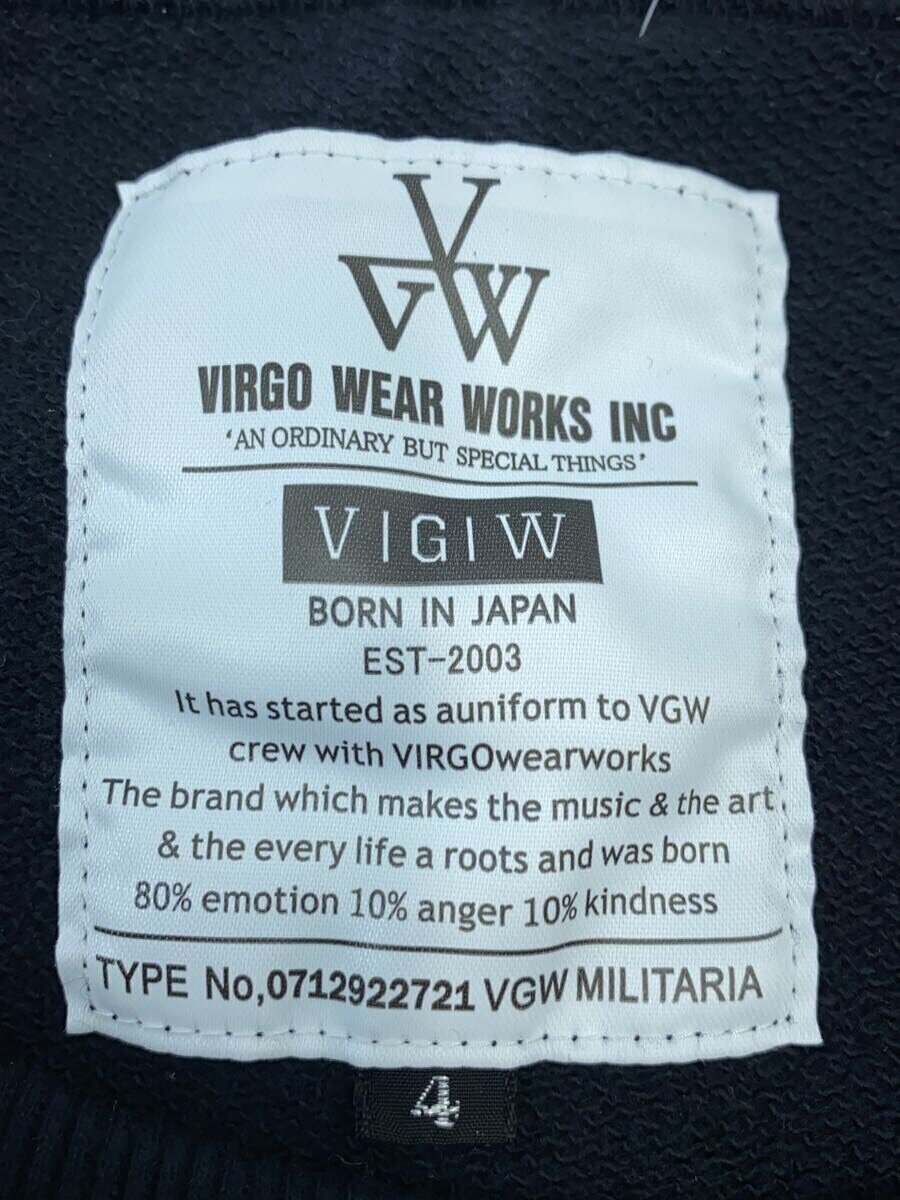 V
GW
VIRGO WEAR WORKS INC
'AN ORDINARY BUT SPECIAL THINGS'
V|G|W
BORN IN JAPAN
EST-2003
It has started as auniform to VGW
crew with VIRGOwearworks
The brand which makes the music & the art
& the every life a roots and was born
80% emotion 10% anger 10% kindness
TYPE No,0712922721 VGW MILITARIA
4